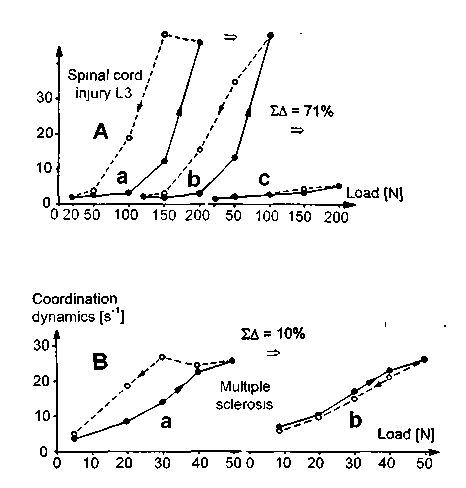 ⇒
Spinal cord
injury L3
30
ΣΔ = 71%
A
20
⇒
10
a
b
c
Load [N]
0
0 20 50 100 150 200 150 200 50 100 150 200
Coordination
dynamics [s⁻¹]
ΣΔ = 10%
⇒
30
B
20
Multiple
sclerosis
10
a
b
Load [N]
0
0 10 20 30 40 50 0 10 20 30 40 50